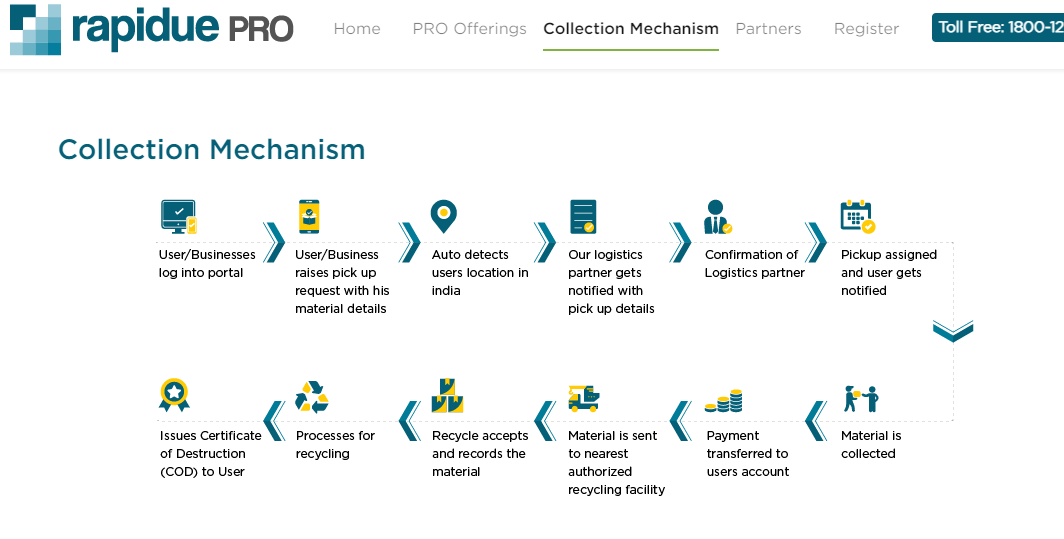 rapidue PRO
Home PRO Offerings Collection Mechanism Partners Register Toll Free: 1800-12
Collection Mechanism
User/Businesses
log into portal
User/Business
raises pick up
request with his
material details
Auto detects
users location in
india
Our logistics
partner gets
notified with
pick up details
Confirmation of
Logistics partner
Pickup assigned
and user gets
notified
Material is
collected
Payment
transferred to
users account
Material is sent
to nearest
authorized
recycling facility
Recycle accepts
and records the
material
Processes for
recycling
Issues Certificate
of Destruction
(COD) to User